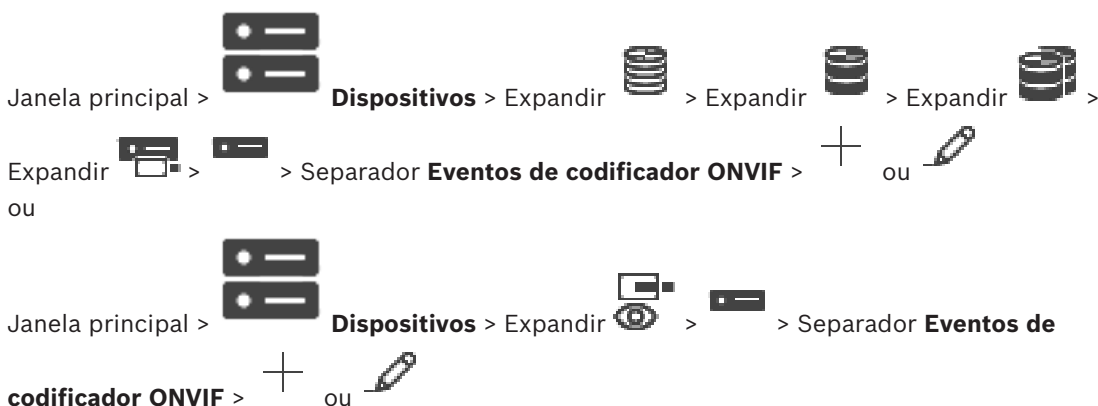 Janela principal > Dispositivos > Expandir > Expandir > Expandir >
Expandir > > Separador Eventos de codificador ONVIF > ou
ou
Janela principal > Dispositivos > Expandir > > Separador Eventos de
codificador ONVIF > ou